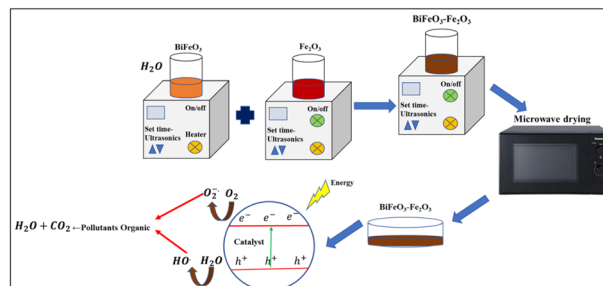 BiFeO₃
H₂O
On/off
Set time-
Ultrasonics
Heater
Fe₂O₃
On/off
Set time-
Ultrasonics
BiFeO₃-Fe₂O₃
On/off
Set time-
Ultrasonics
Microwave drying
BiFeO₃-Fe₂O₃
Energy
O₂⁻· O₂
e⁻ e⁻ e⁻
Catalyst
h⁺ h⁺ h⁺
HO· H₂O
H₂O + CO₂ ←Pollutants Organic